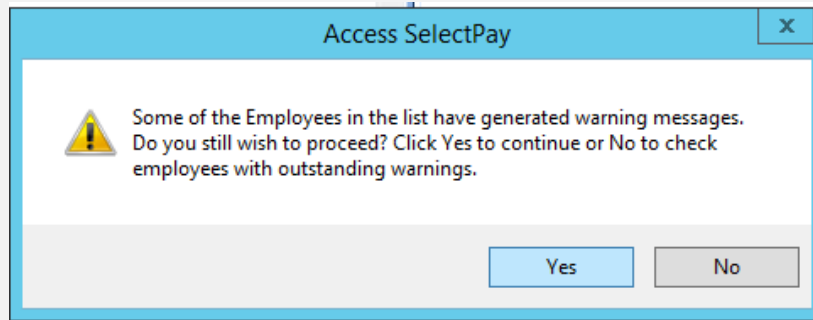 Access SelectPay
x
Some of the Employees in the list have generated warning messages.
Do you still wish to proceed? Click Yes to continue or No to check
employees with outstanding warnings.
Yes
No